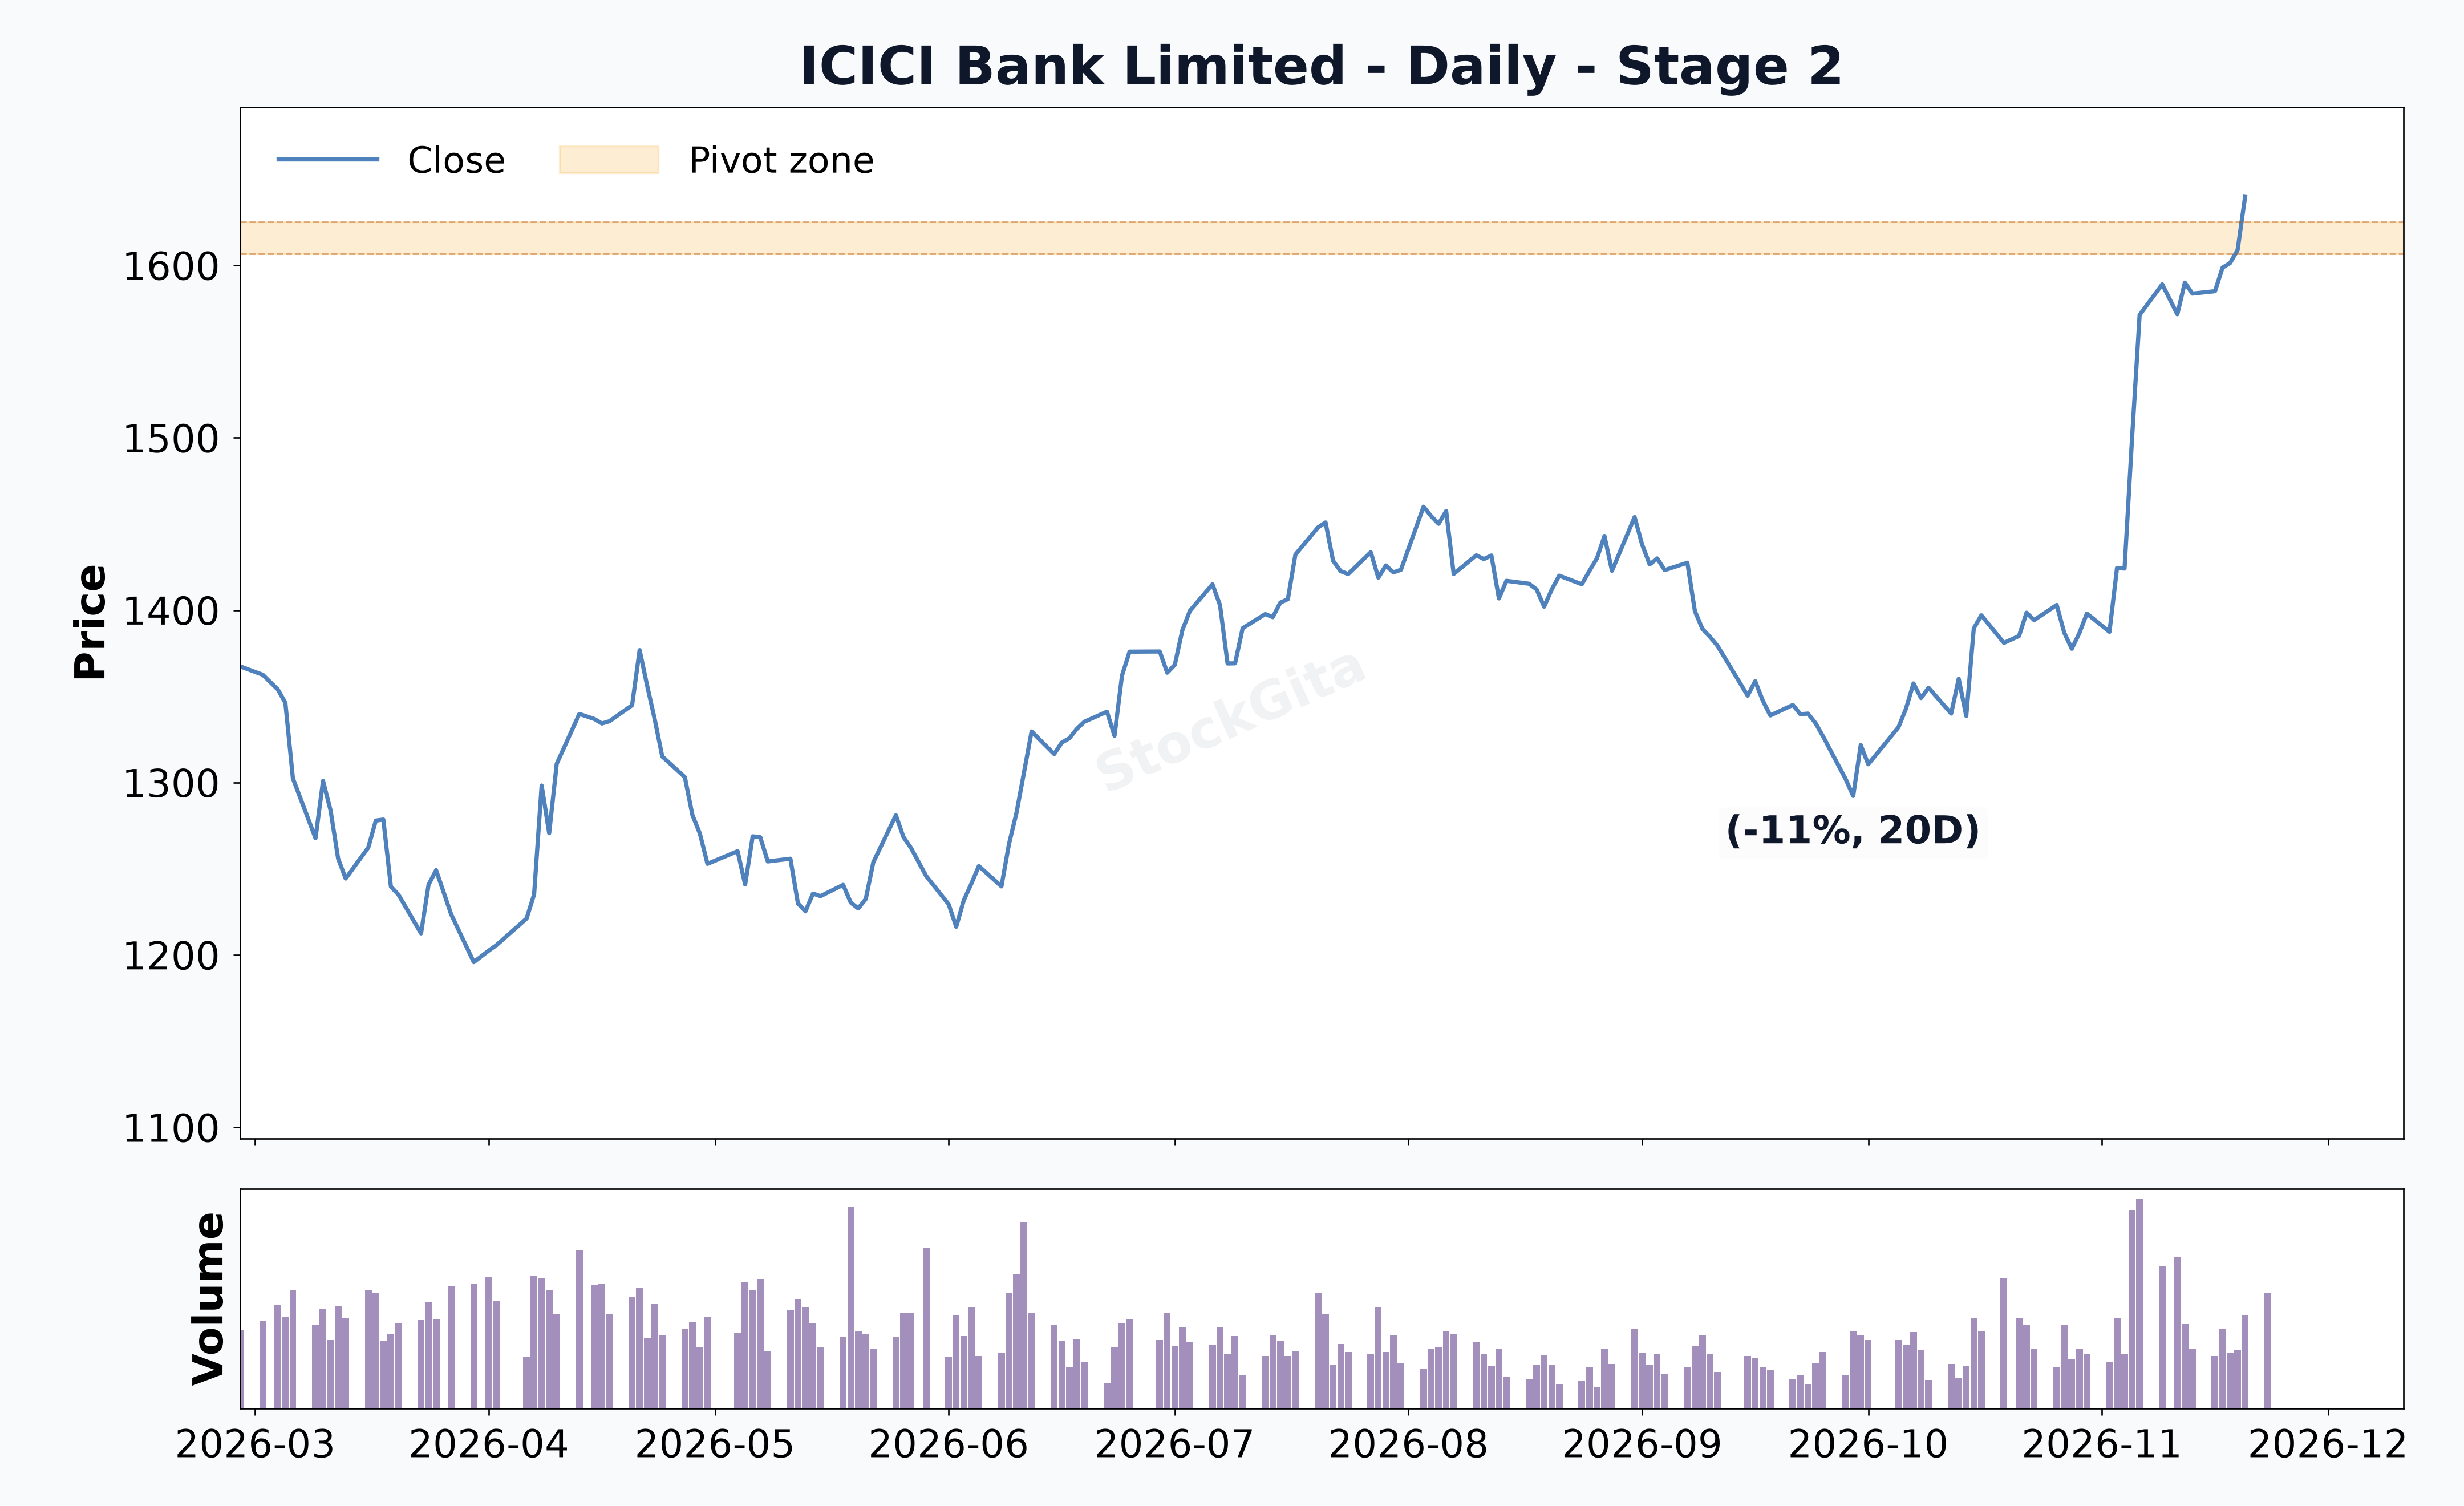 ICICI Bank Limited - Daily - Stage 2
Close
Pivot zone
1600
1500
1400
1300
1200
1100
Price
StockGita
(-11%, 20D)
Volume
2026-03
2026-04
2026-05
2026-06
2026-07
2026-08
2026-09
2026-10
2026-11
2026-12